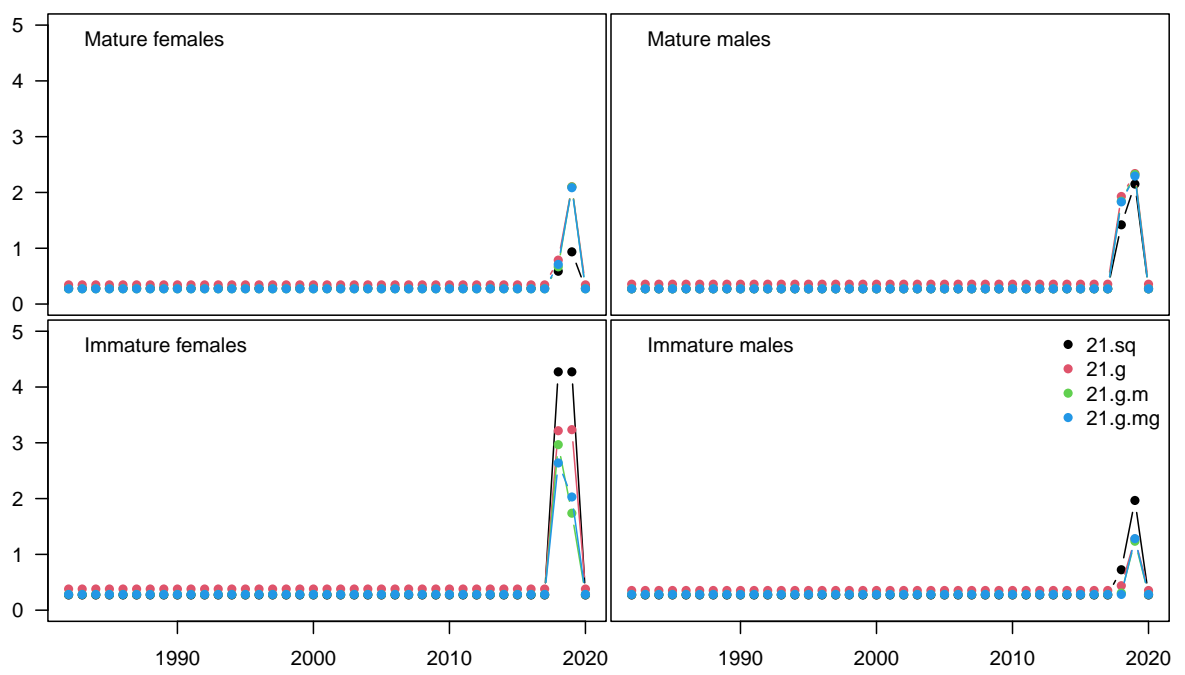 Mature females
Mature males
5
4
3
2
1
0
Immature females
Immature males
5
4
3
2
1
0
21.sq
21.g
21.g.m
21.g.mg
1990
2000
2010
2020
1990
2000
2010
2020